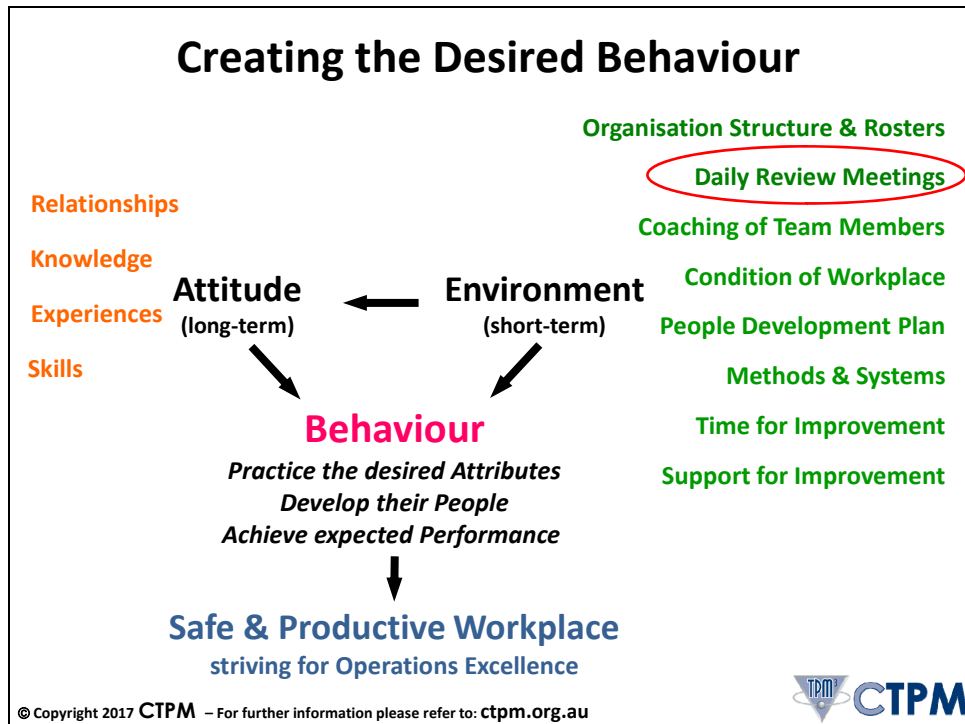 Creating the Desired Behaviour
Organisation Structure & Rosters
Daily Review Meetings
Relationships
Coaching of Team Members
Knowledge
Condition of Workplace
Attitude
(long-term)
Environment
(short-term)
Experiences
People Development Plan
Skills
Methods & Systems
Behaviour
Time for Improvement
Practice the desired Attributes
Support for Improvement
Develop their People
Achieve expected Performance
Safe & Productive Workplace
striving for Operations Excellence
© Copyright 2017 CTPM – For further information please refer to: ctpm.org.au
TPM³ CTPM